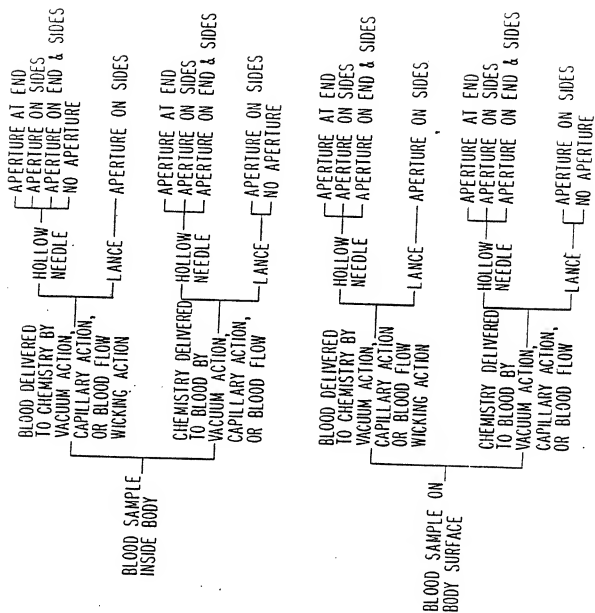 BLOOD SAMPLE
INSIDE BODY
BLOOD DELIVERED
TO CHEMISTRY BY
VACUUM ACTION,
CAPILLARY ACTION,
OR BLOOD FLOW
WICKING ACTION
HOLLOW
NEEDLE
APERTURE AT END
APERTURE ON SIDES
APERTURE ON END & SIDES
NO APERTURE
LANCE
APERTURE ON SIDES
CHEMISTRY DELIVERED
TO BLOOD BY
VACUUM ACTION,
CAPILLARY ACTION,
OR BLOOD FLOW
HOLLOW
NEEDLE
APERTURE AT END
APERTURE ON SIDES
APERTURE ON END & SIDES
LANCE
APERTURE ON SIDES
NO APERTURE
BLOOD SAMPLE ON
BODY SURFACE
BLOOD DELIVERED
TO CHEMISTRY BY
VACUUM ACTION,
CAPILLARY ACTION
OR BLOOD FLOW
WICKING ACTION
HOLLOW
NEEDLE
APERTURE AT END
APERTURE ON SIDES
APERTURE ON END & SIDES
LANCE
APERTURE ON SIDES
CHEMISTRY DELIVERED
TO BLOOD BY
VACUUM ACTION,
CAPILLARY ACTION,
OR BLOOD FLOW
HOLLOW
NEEDLE
APERTURE AT END
APERTURE ON SIDES
APERTURE ON END & SIDES
LANCE
APERTURE ON SIDES
NO APERTURE